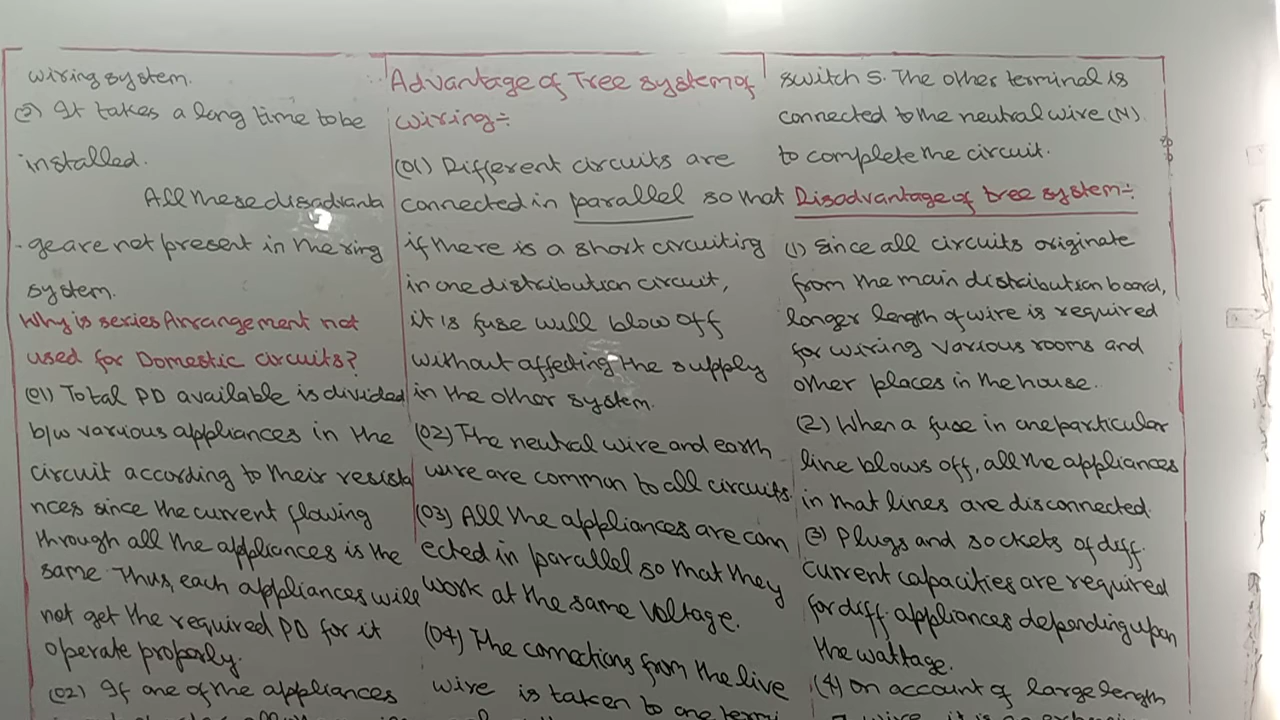 wiring system.
(5) It takes a long time to be
installed.
All these disadvanta
-ge are not present in the ring
system.
Why is series Arrangement not
used for Domestic circuits?
(01) Total PD available is divided
b/w various appliances in the
circuit according to their resista
nces since the current flowing
through all the appliances is the
same. Thus, each appliances will
not get the required PD for it
operate properly.
(02) If one of the appliances
Advantage of Tree system of
wiring:-
(01) Different circuits are
connected in parallel so that
if there is a short circuiting
in one distribution circuit,
it is fuse will blow off
without affecting the supply
in the other system.
(02) The neutral wire and earth
wire are common to all circuits.
(03) All the appliances are conn
ected in parallel so that they
work at the same voltage.
(04) The connections from the live
wire is taken to one termi
switch S. The other terminal is
connected to the neutral wire (N)
to complete the circuit.
Disadvantage of tree system:-
(1) Since all circuits originate
from the main distribution board,
longer length of wire is required
for wiring various rooms and
other places in the house.
(2) When a fuse in one particular
line blows off, all the appliances
in that lines are disconnected.
(3) Plugs and sockets of diff.
current capacities are required
for diff. appliances depending upon
the wattage.
(4) On account of large length